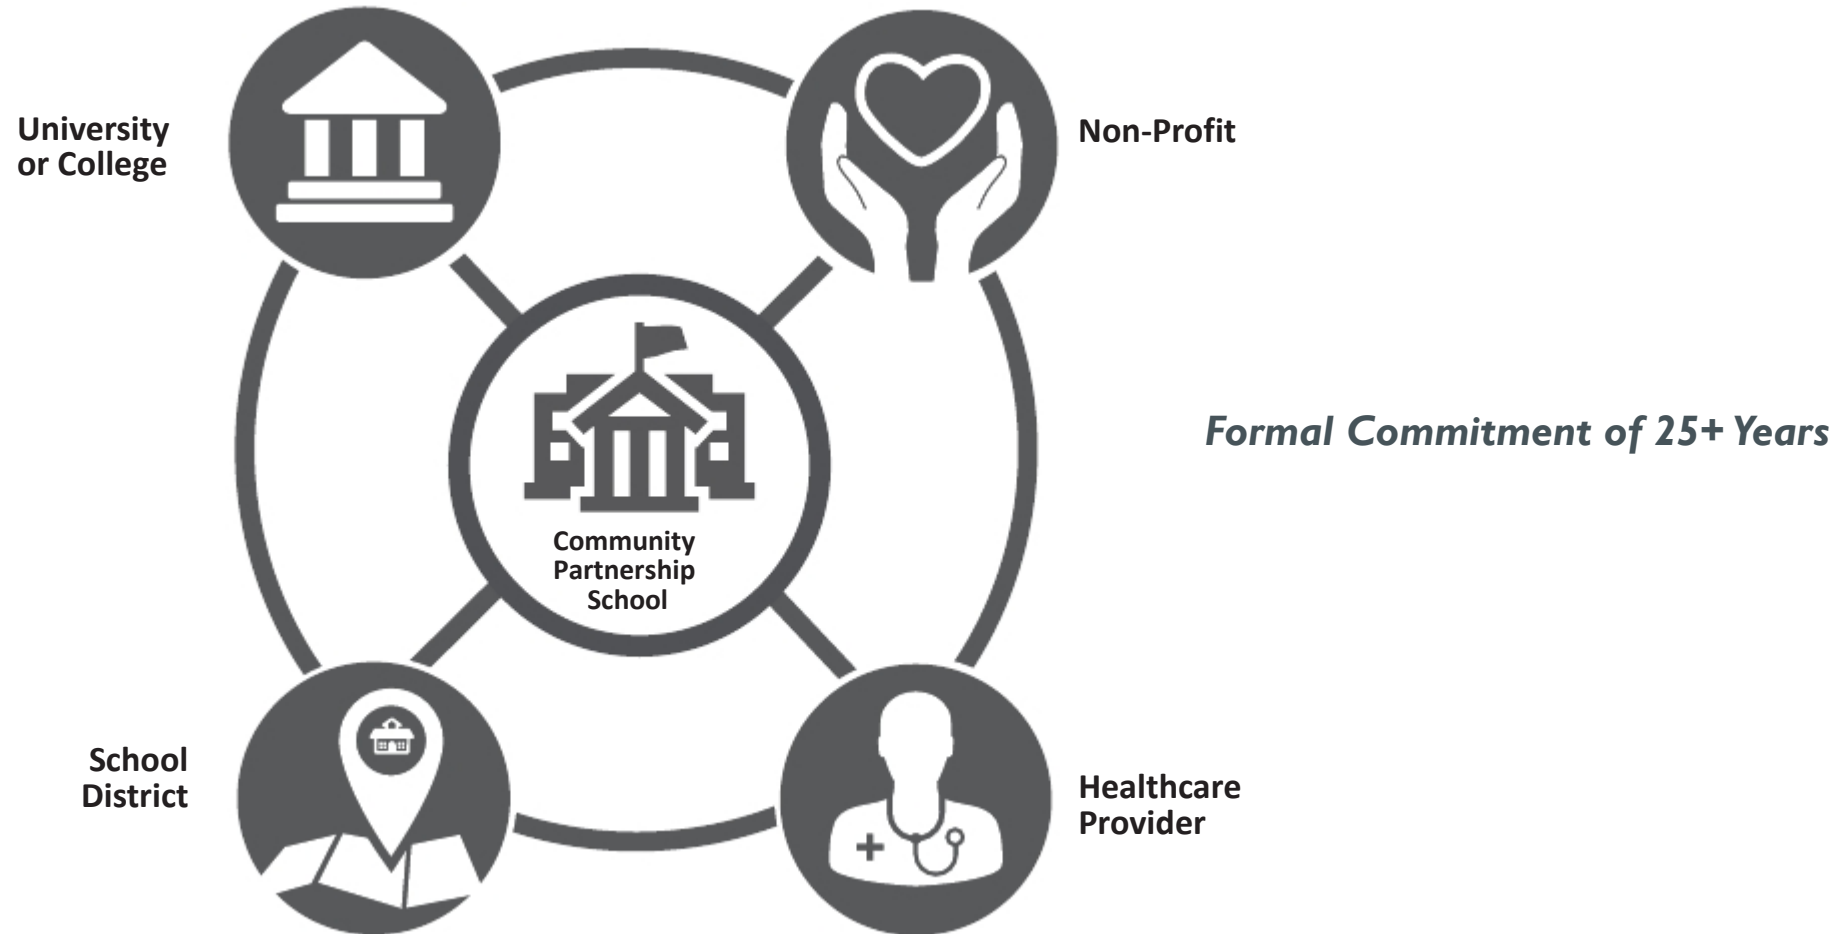 University
or College
Non-Profit
Formal Commitment of 25+ Years
Community
Partnership
School
School
District
Healthcare
Provider